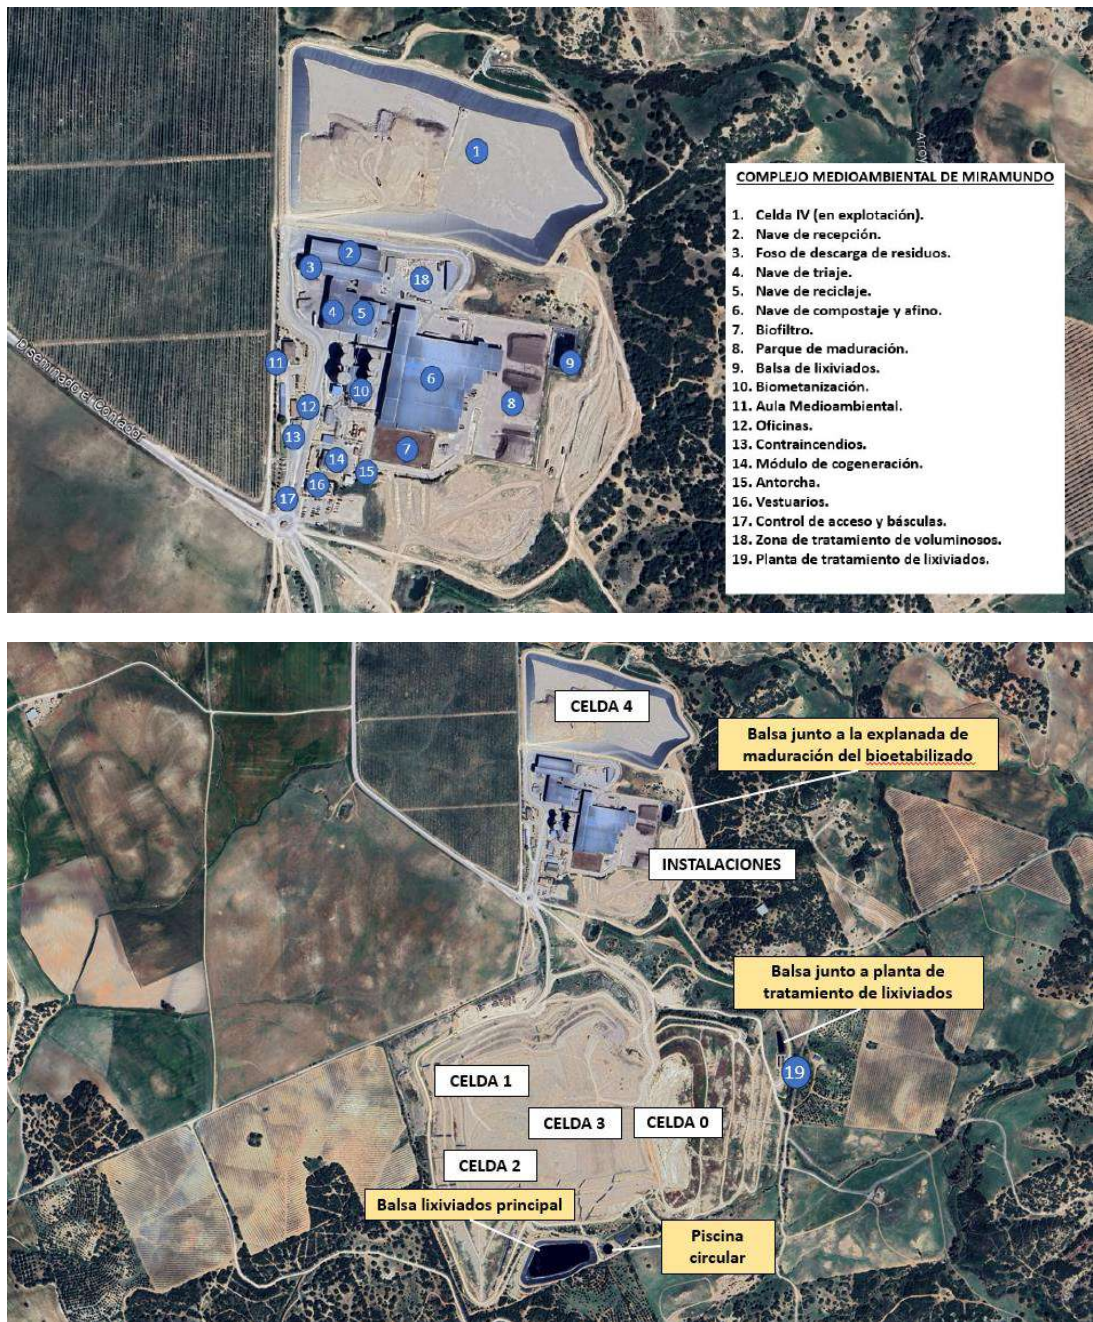 1
COMPLEJO MEDIOAMBIENTAL DE MIRAMUNDO
1. Celda IV (en explotación).
2. Nave de recepción.
3. Foso de descarga de residuos.
4. Nave de triaje.
5. Nave de reciclaje.
6. Nave de compostaje y afino.
7. Biofiltro.
8. Parque de maduración.
9. Balsa de lixiviados.
10. Biometanización.
11. Aula Medioambiental.
12. Oficinas.
13. Contraincendios.
14. Módulo de cogeneración.
15. Antorcha.
16. Vestuarios.
17. Control de acceso y básculas.
18. Zona de tratamiento de voluminosos.
19. Planta de tratamiento de lixiviados.
Arroy
2
3
18
4
5
11
9
6
10
8
12
13
7
14
15
16
17
Diseminado el Contador
CELDA 4
Balsa junto a la explanada de
maduración del bioetabilizado
INSTALACIONES
Balsa junto a planta de
tratamiento de lixiviados
19
CELDA 1
CELDA 3
CELDA 0
CELDA 2
Balsa lixiviados principal
Piscina
circular